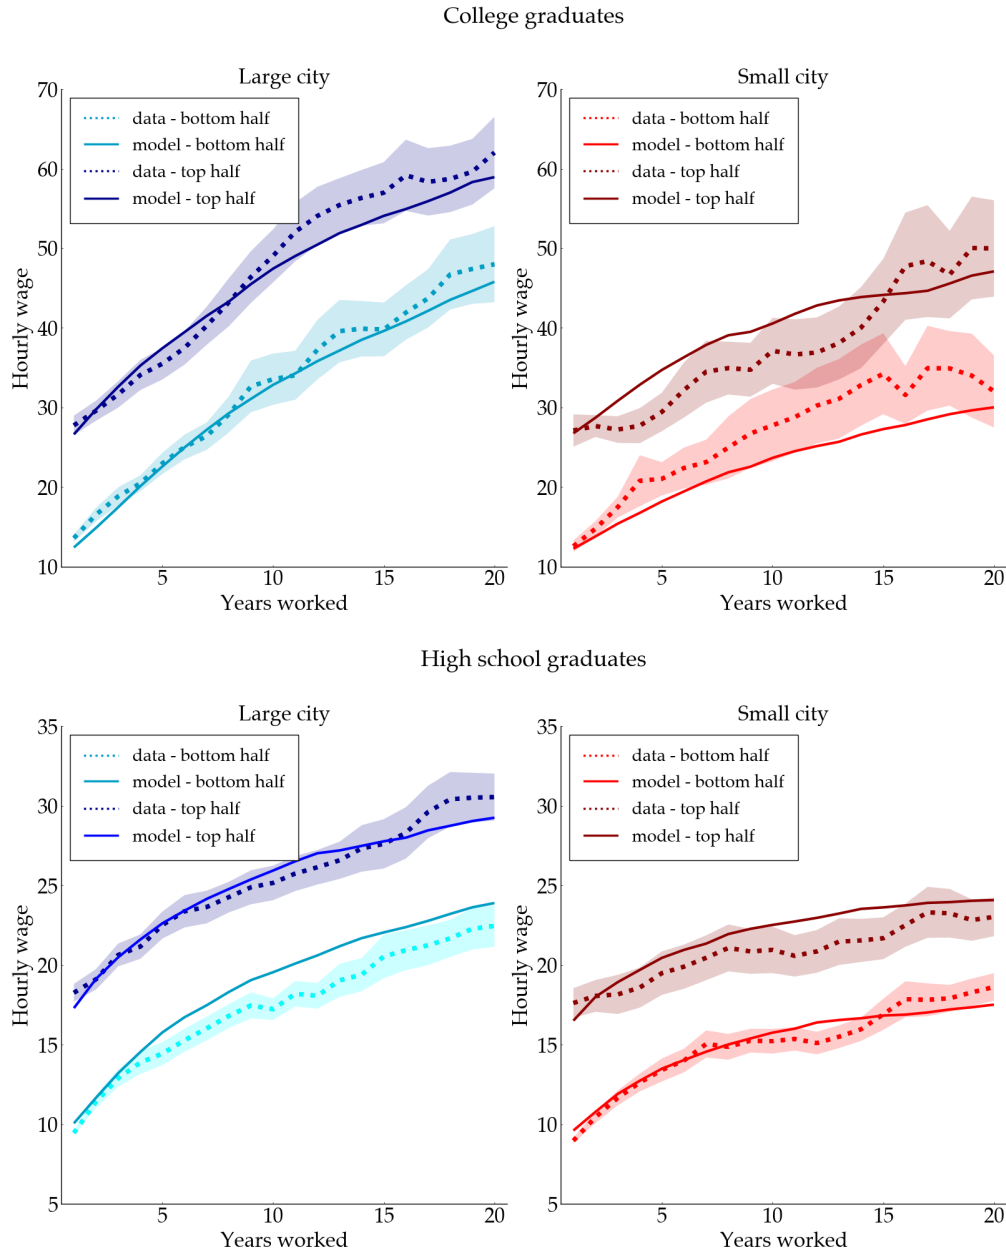 College graduates
Large city
70
60
50
40
30
20
10
Hourly wage
data - bottom half
model - bottom half
data - top half
model - top half
5
10
15
20
Years worked
Small city
70
60
50
40
30
20
10
Hourly wage
data - bottom half
model - bottom half
data - top half
model - top half
5
10
15
20
Years worked
High school graduates
Large city
35
30
25
20
15
10
5
Hourly wage
data - bottom half
model - bottom half
data - top half
model - top half
5
10
15
20
Years worked
Small city
35
30
25
20
15
10
5
Hourly wage
data - bottom half
model - bottom half
data - top half
model - top half
5
10
15
20
Years worked